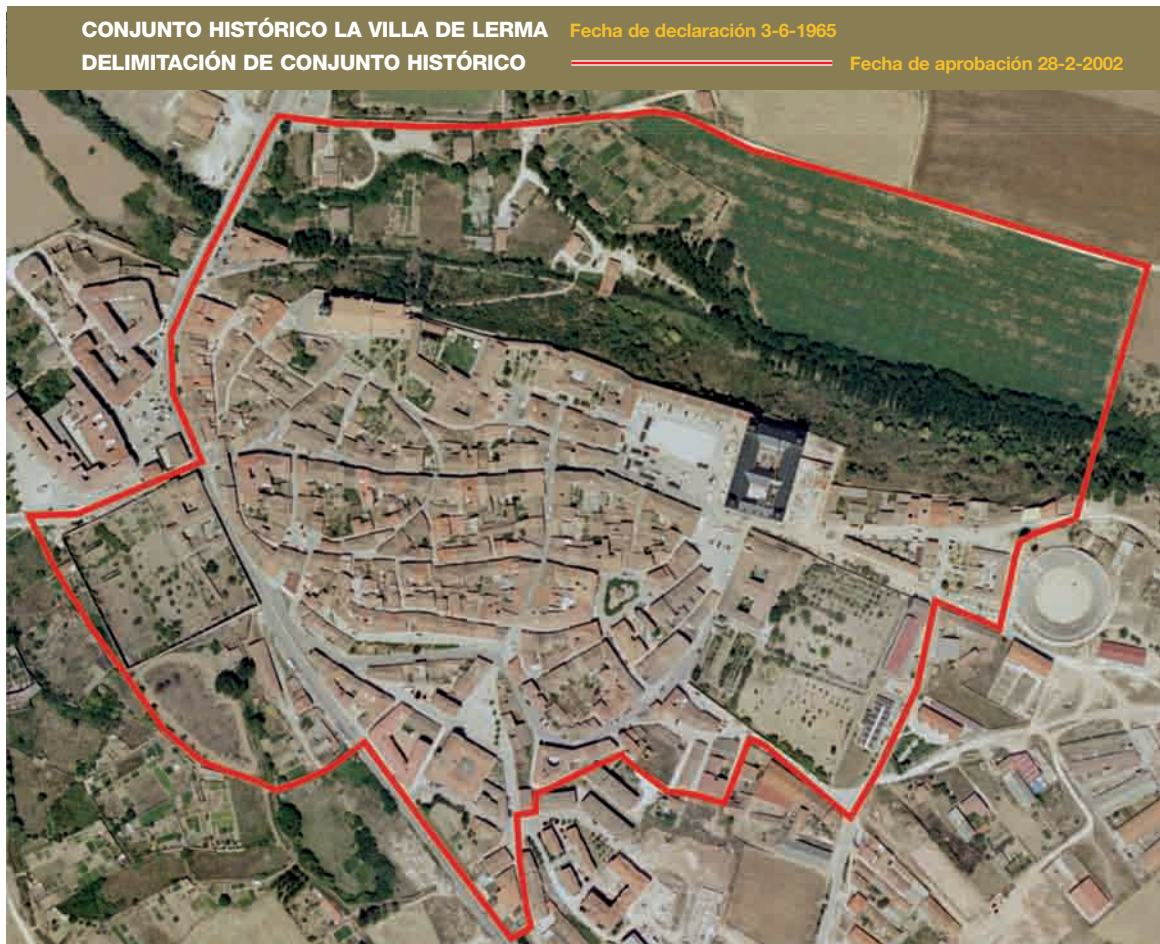 CONJUNTO HISTÓRICO LA VILLA DE LERMA Fecha de declaración 3-6-1965
DELIMITACIÓN DE CONJUNTO HISTÓRICO Fecha de aprobación 28-2-2002